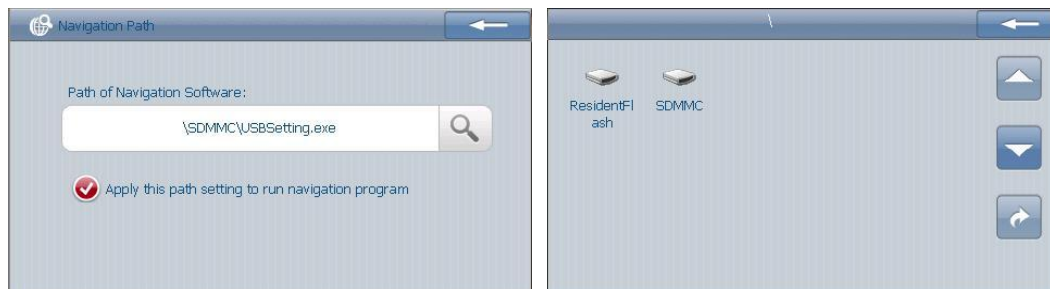 Navigation Path
Path of Navigation Software:
\SDMMC\USBSetting.exe
Apply this path setting to run navigation program
\
ResidentFl
ash
SDMMC